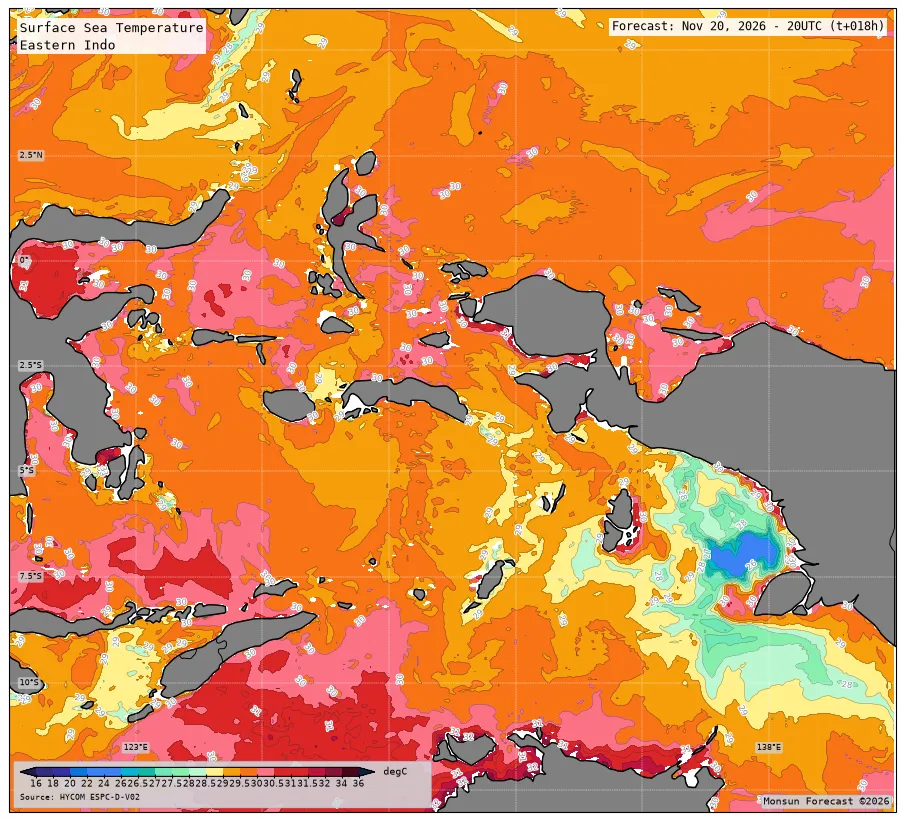 Surface Sea Temperature
Eastern Indo
Forecast: Nov 20, 2026 - 20UTC (t+018h)
2.5°N
0°
2.5°S
5°S
7.5°S
10°S
123°E
138°E
degC
16 18 20 22 24 26 26.5 27 27.5 28 28.5 29 29.5 30 30.5 31 31.5 32 34 36
Source: HYCOM ESPC-D-V02
Monsun Forecast ©2026